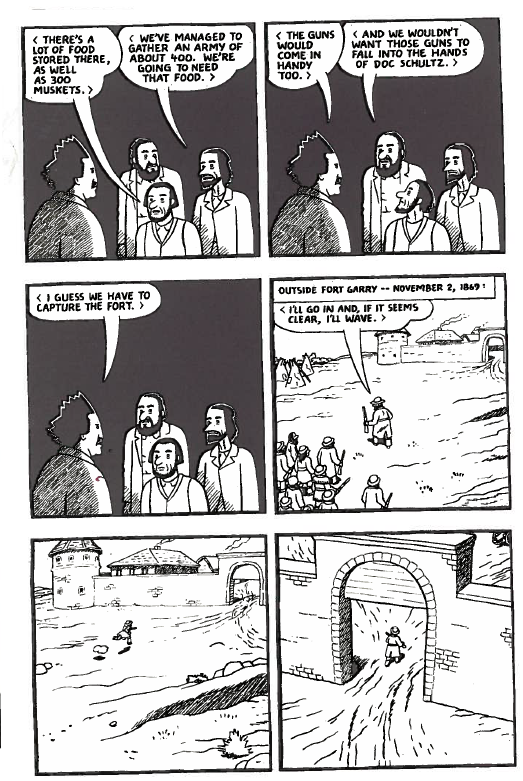 < THERE'S A
LOT OF FOOD
STORED THERE,
AS WELL
AS 300
MUSKETS. >
< WE'VE MANAGED TO
GATHER AN ARMY OF
ABOUT 400. WE'RE
GOING TO NEED
THAT FOOD. >
< THE GUNS
WOULD
COME IN
HANDY
TOO. >
< AND WE WOULDN'T
WANT THOSE GUNS TO
FALL INTO THE HANDS
OF DOC SCHULTZ. >
< I GUESS WE HAVE TO
CAPTURE THE FORT. >
OUTSIDE FORT GARRY -- NOVEMBER 2, 1869:
< I'LL GO IN AND, IF IT SEEMS
CLEAR, I'LL WAVE. >